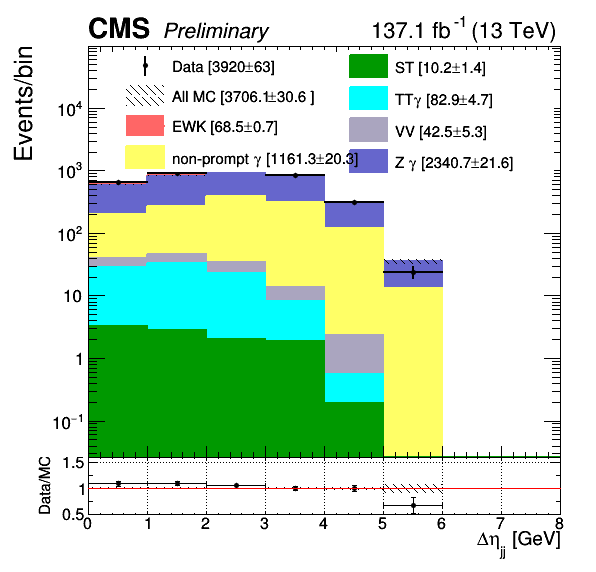 CMS Preliminary 137.1 fb⁻¹ (13 TeV)
Events/bin
Data [3920±63]
All MC [3706.1±30.6 ]
EWK [68.5±0.7]
non-prompt γ [1161.3±20.3]
ST [10.2±1.4]
TTγ [82.9±4.7]
VV [42.5±5.3]
Z γ [2340.7±21.6]
10⁴
10³
10²
10
1
10⁻¹
Data/MC
1.5
1
0.5
0 1 2 3 4 5 6 7 8
Δη_jj [GeV]